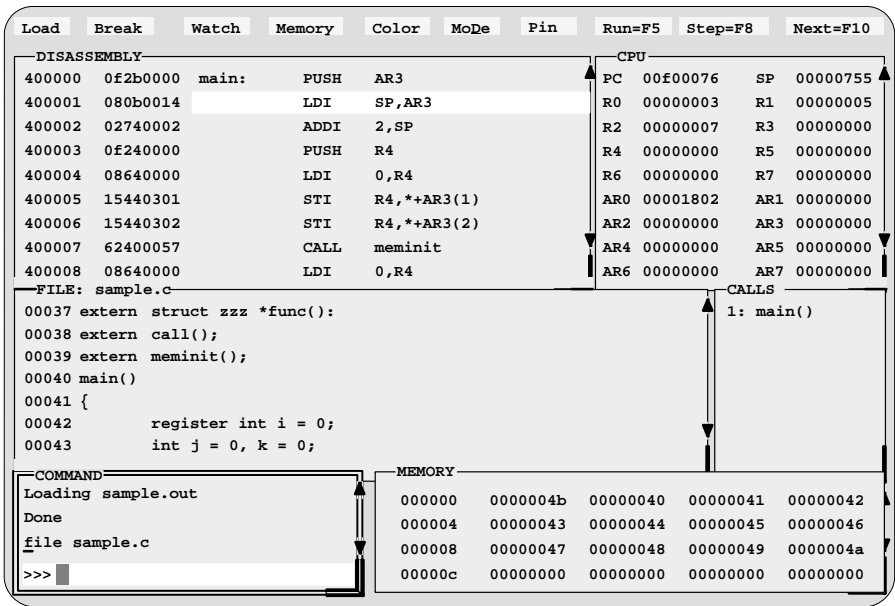 Load Break Watch Memory Color MoDe Pin Run=F5 Step=F8 Next=F10
DISASSEMBLY
400000 0f2b0000 main: PUSH AR3
400001 080b0014 LDI SP,AR3
400002 02740002 ADDI 2,SP
400003 0f240000 PUSH R4
400004 08640000 LDI 0,R4
400005 15440301 STI R4,*+AR3(1)
400006 15440302 STI R4,*+AR3(2)
400007 62400057 CALL meminit
400008 08640000 LDI 0,R4
CPU
PC 00f00076 SP 00000755
R0 00000003 R1 00000005
R2 00000007 R3 00000000
R4 00000000 R5 00000000
R6 00000000 R7 00000000
AR0 00001802 AR1 00000000
AR2 00000000 AR3 00000000
AR4 00000000 AR5 00000000
AR6 00000000 AR7 00000000
FILE: sample.c
00037 extern struct zzz *func():
00038 extern call();
00039 extern meminit();
00040 main()
00041 {
00042 register int i = 0;
00043 int j = 0, k = 0;
CALLS
1: main()
COMMAND
Loading sample.out
Done
file sample.c
>>>
MEMORY
000000 0000004b 00000040 00000041 00000042
000004 00000043 00000044 00000045 00000046
000008 00000047 00000048 00000049 0000004a
00000c 00000000 00000000 00000000 00000000